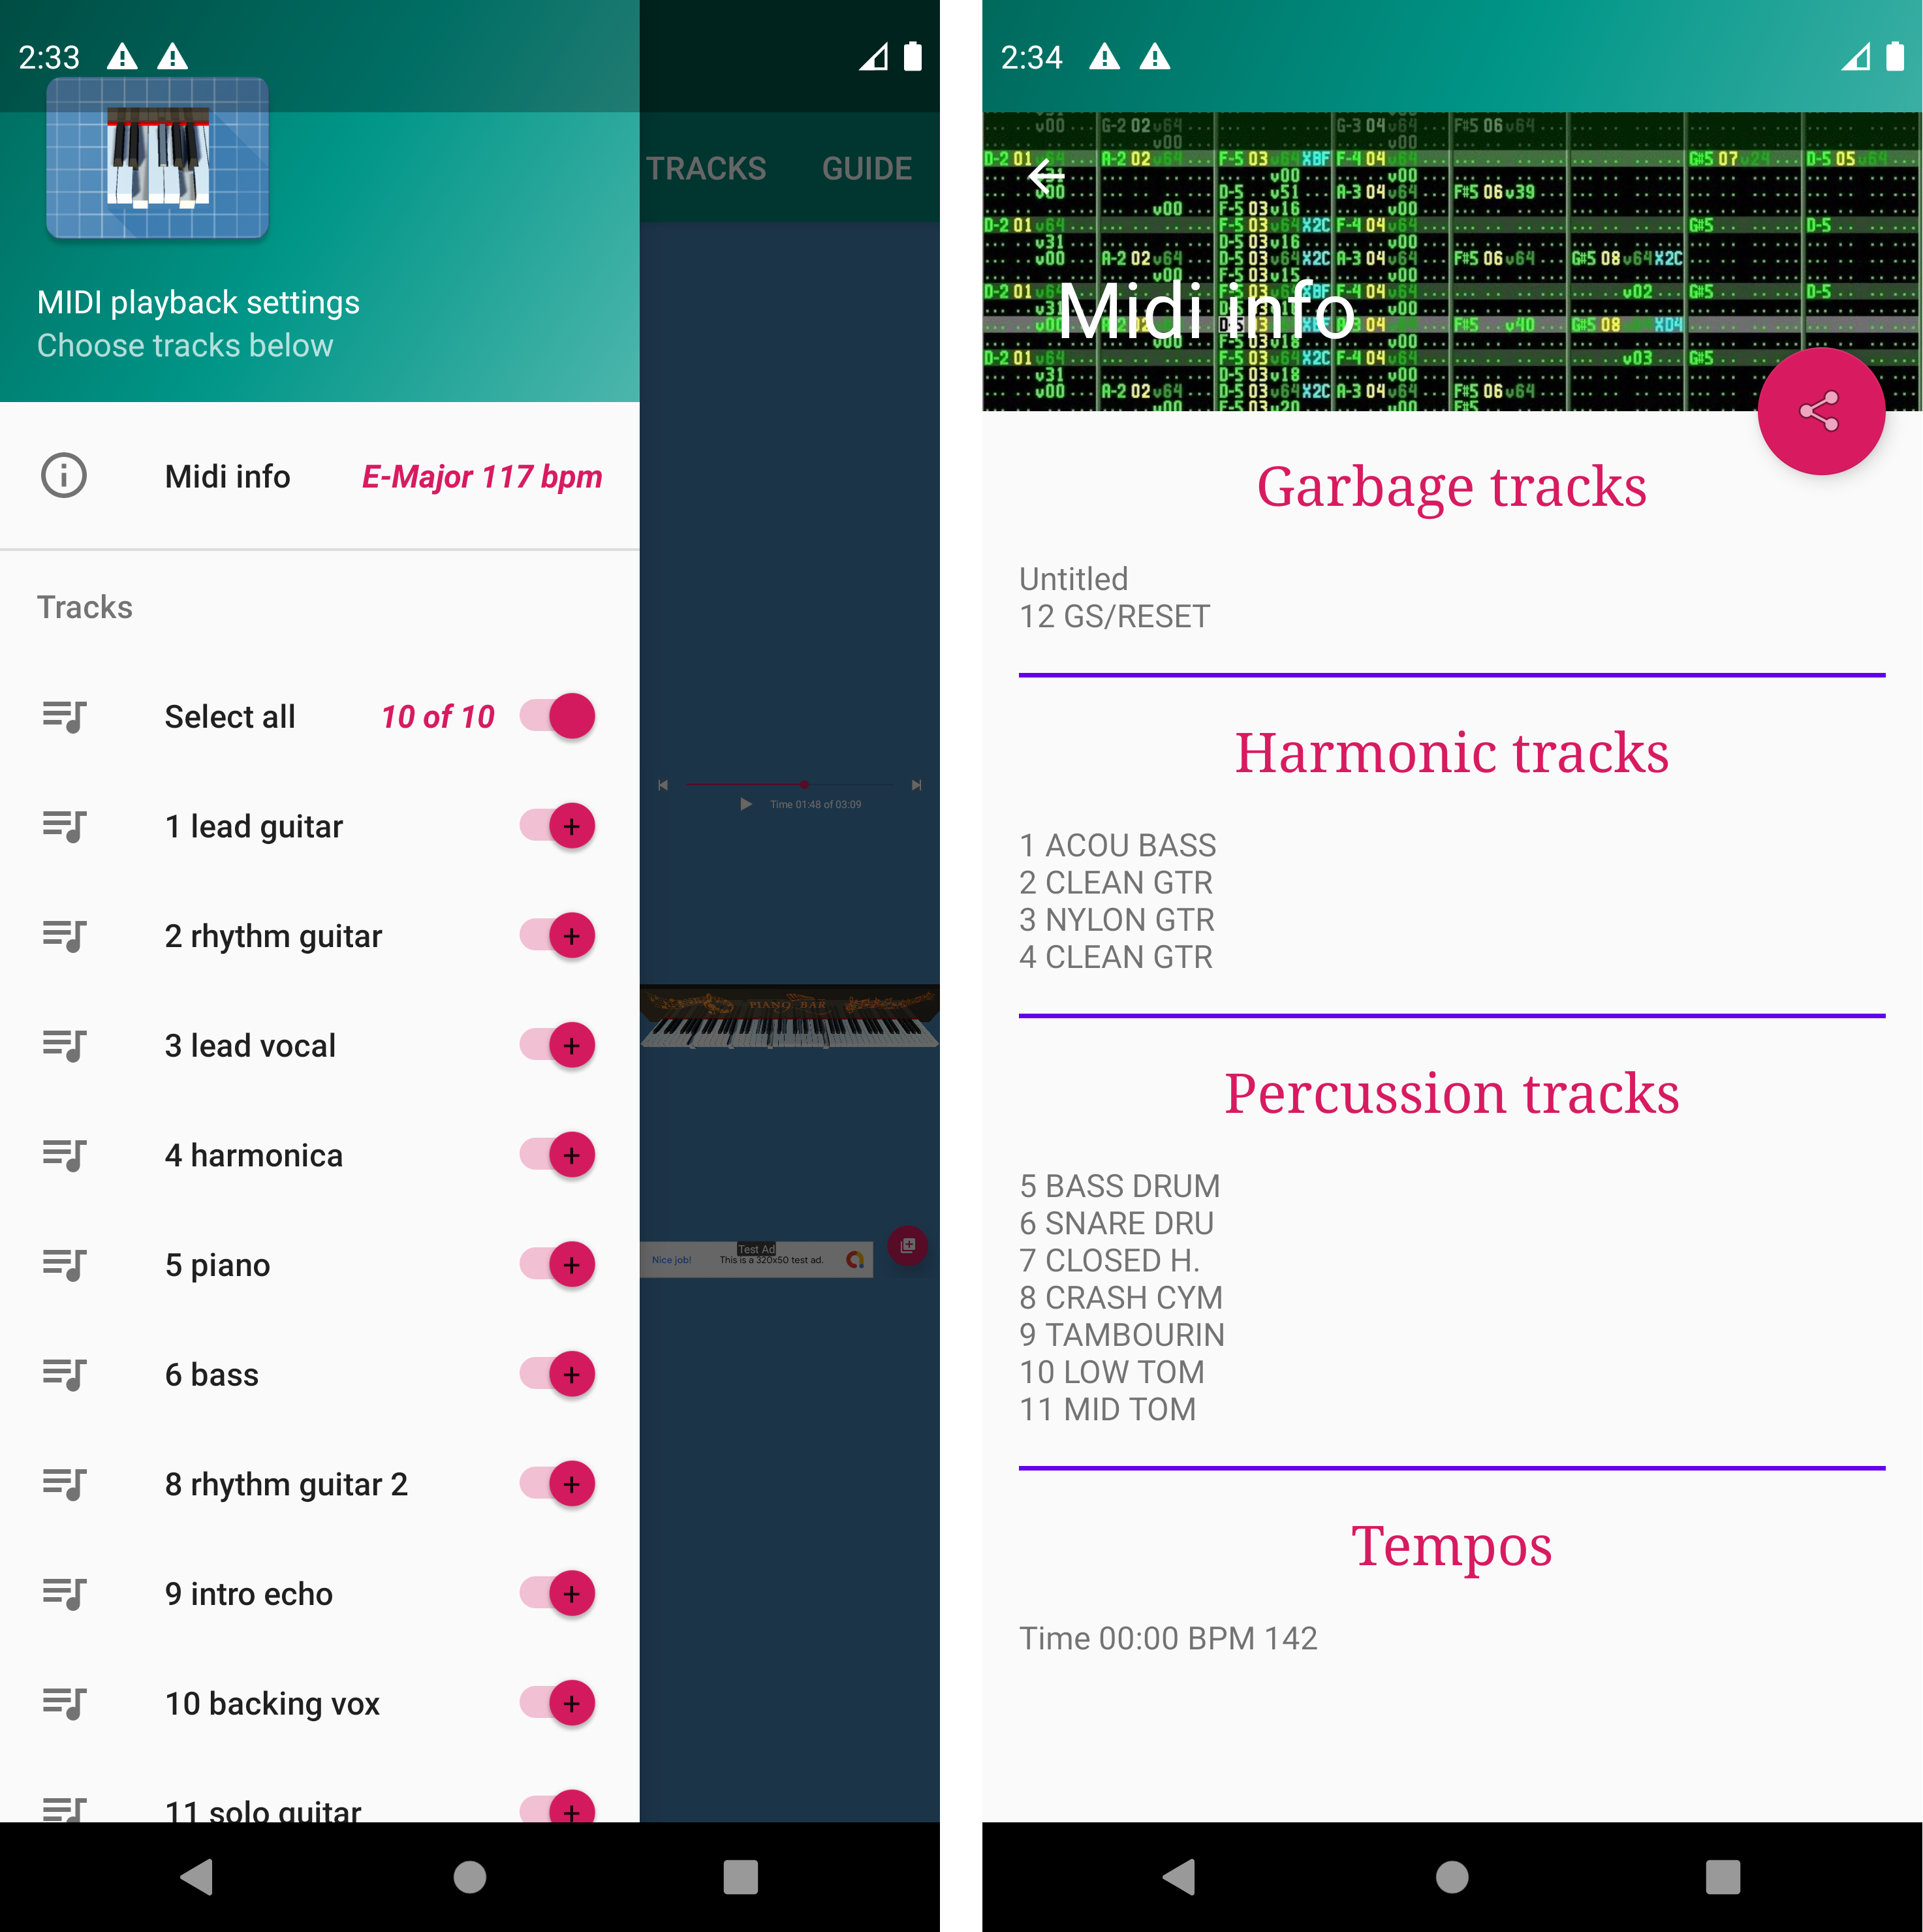 2:33
TRACKS GUIDE
MIDI playback settings
Choose tracks below
Midi info E-Major 117 bpm
Tracks
Select all 10 of 10
1 lead guitar
2 rhythm guitar
3 lead vocal
4 harmonica
5 piano
6 bass
8 rhythm guitar 2
9 intro echo
10 backing vox
11 solo guitar
Time 01:48 of 03:09
PIANO BAR
Test Ad
Nice job! This is a 320x50 test ad.
2:34
Midi info
Garbage tracks
Untitled
12 GS/RESET
Harmonic tracks
1 ACOU BASS
2 CLEAN GTR
3 NYLON GTR
4 CLEAN GTR
Percussion tracks
5 BASS DRUM
6 SNARE DRU
7 CLOSED H.
8 CRASH CYM
9 TAMBOURIN
10 LOW TOM
11 MID TOM
Tempos
Time 00:00 BPM 142